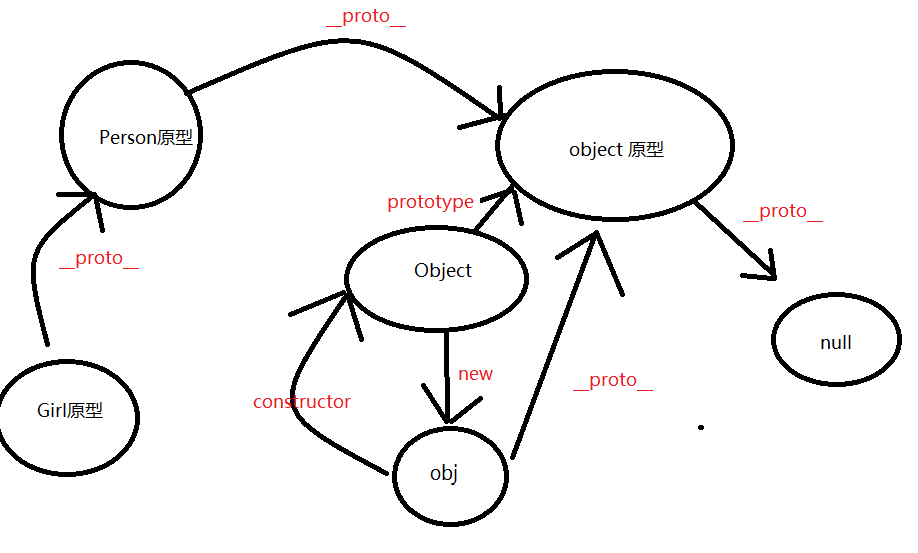 __proto__
Person原型
object 原型
prototype
__proto__
__proto__
Object
null
new
__proto__
constructor
Girl原型
obj